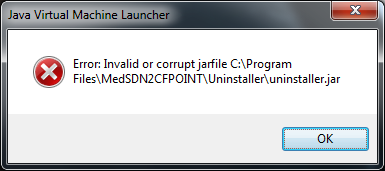 Java Virtual Machine Launcher
Error: Invalid or corrupt jarfile C:\Program
Files\MedSDN2CFPOINT\Uninstaller\uninstaller.jar
OK